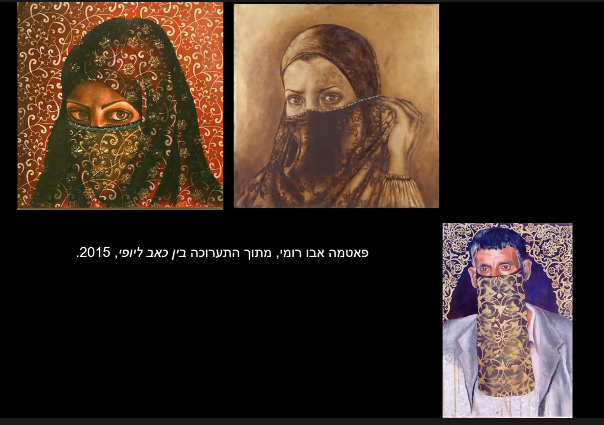 פאטמה אבו רומי, מתוך התערוכה בין כאב ליופי, 2015.